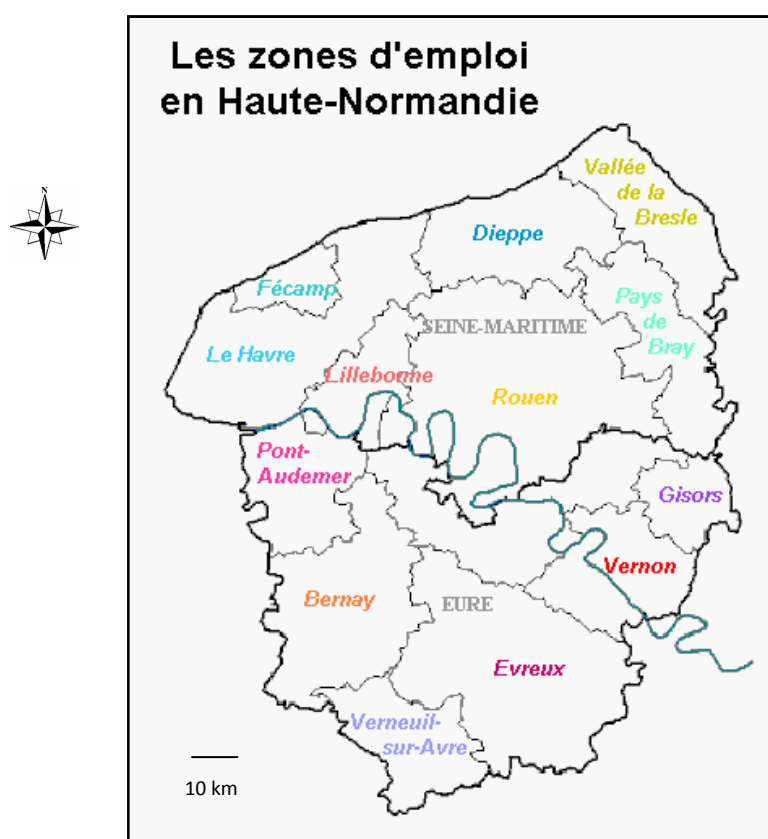 Les zones d'emploi
en Haute-Normandie
N
Vallée
de la
Bresle
Dieppe
Fécamp
Pays
de
Bray
SEINE-MARITIME
Le Havre
Lillebonne
Rouen
Pont-
Audemer
Gisors
Vernon
Bernay
EURE
Evreux
Verneuil-
sur-Avre
10 km